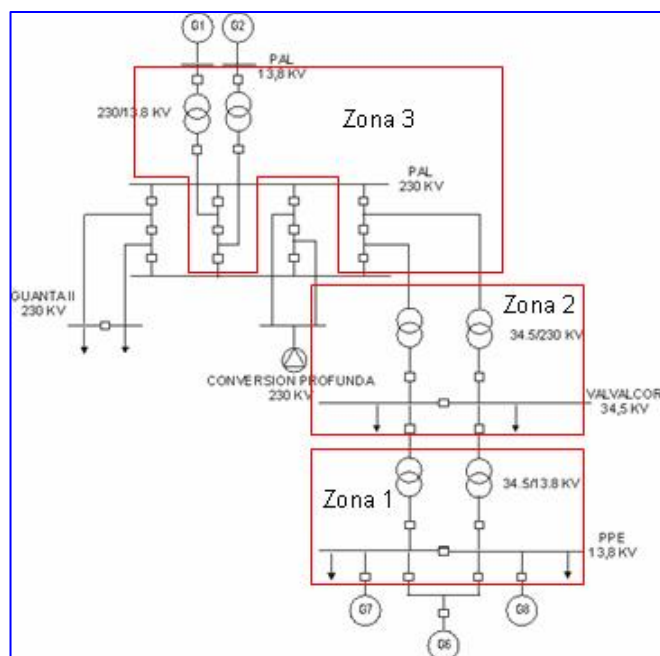 G1
G2
PAL
13,8 KV
230/13.8 KV
Zona 3
PAL
230 KV
GUANTA II
230 KV
Zona 2
34.5/230 KV
CONVERSION PROFUNDA
230 KV
VALVALCOR
34,5 KV
34.5/13.8 KV
Zona 1
PPE
13,8 KV
G7
G8
G6